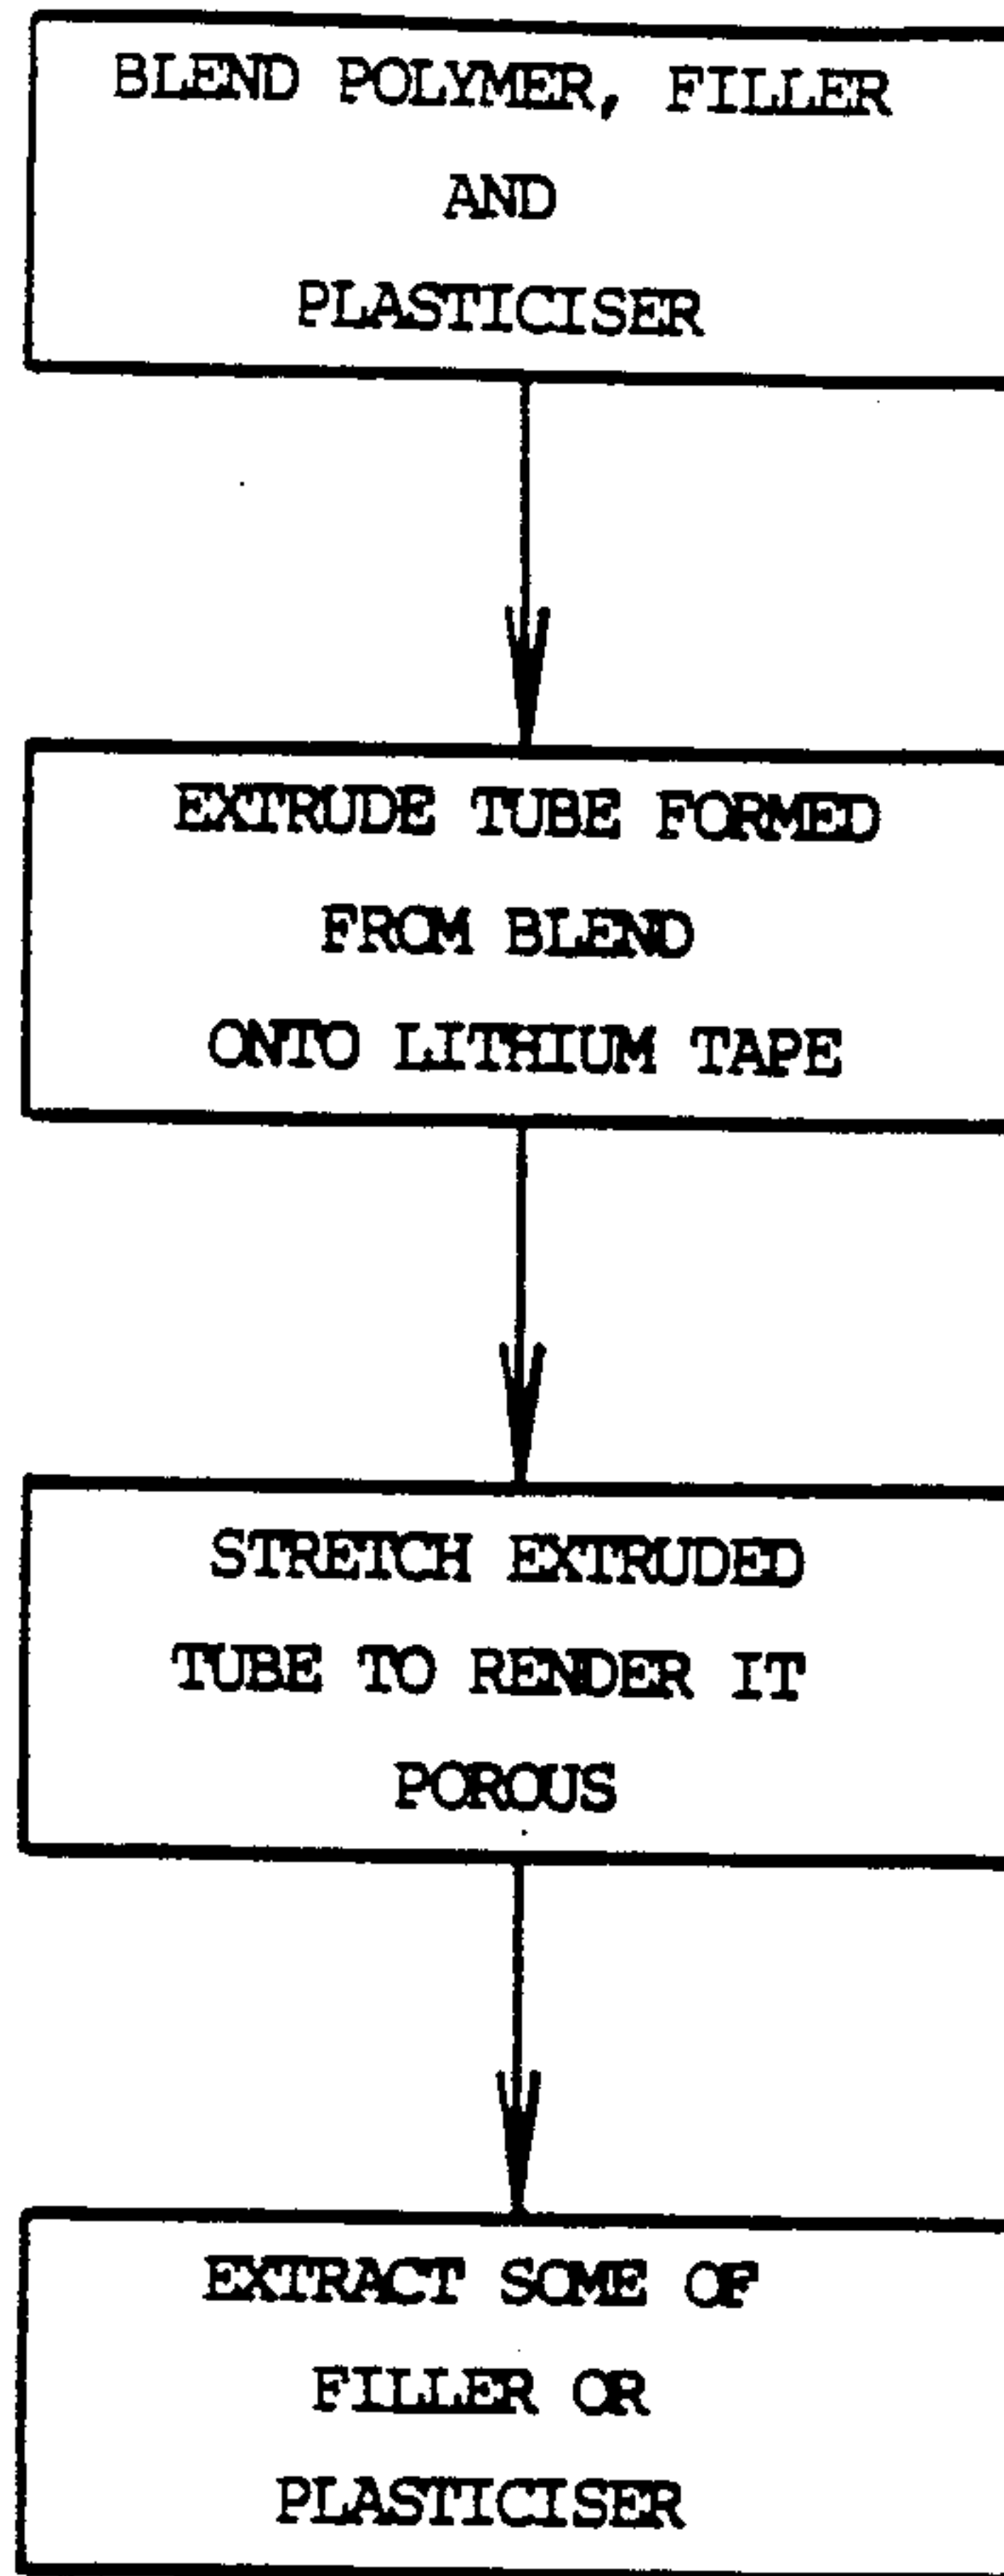 BLEND POLYMER, FILLER
AND
PLASTICISER
EXTRUDE TUBE FORMED
FROM BLEND
ONTO LITHIUM TAPE
STRETCH EXTRUDED
TUBE TO RENDER IT
POROUS
EXTRACT SOME OF
FILLER OR
PLASTICISER